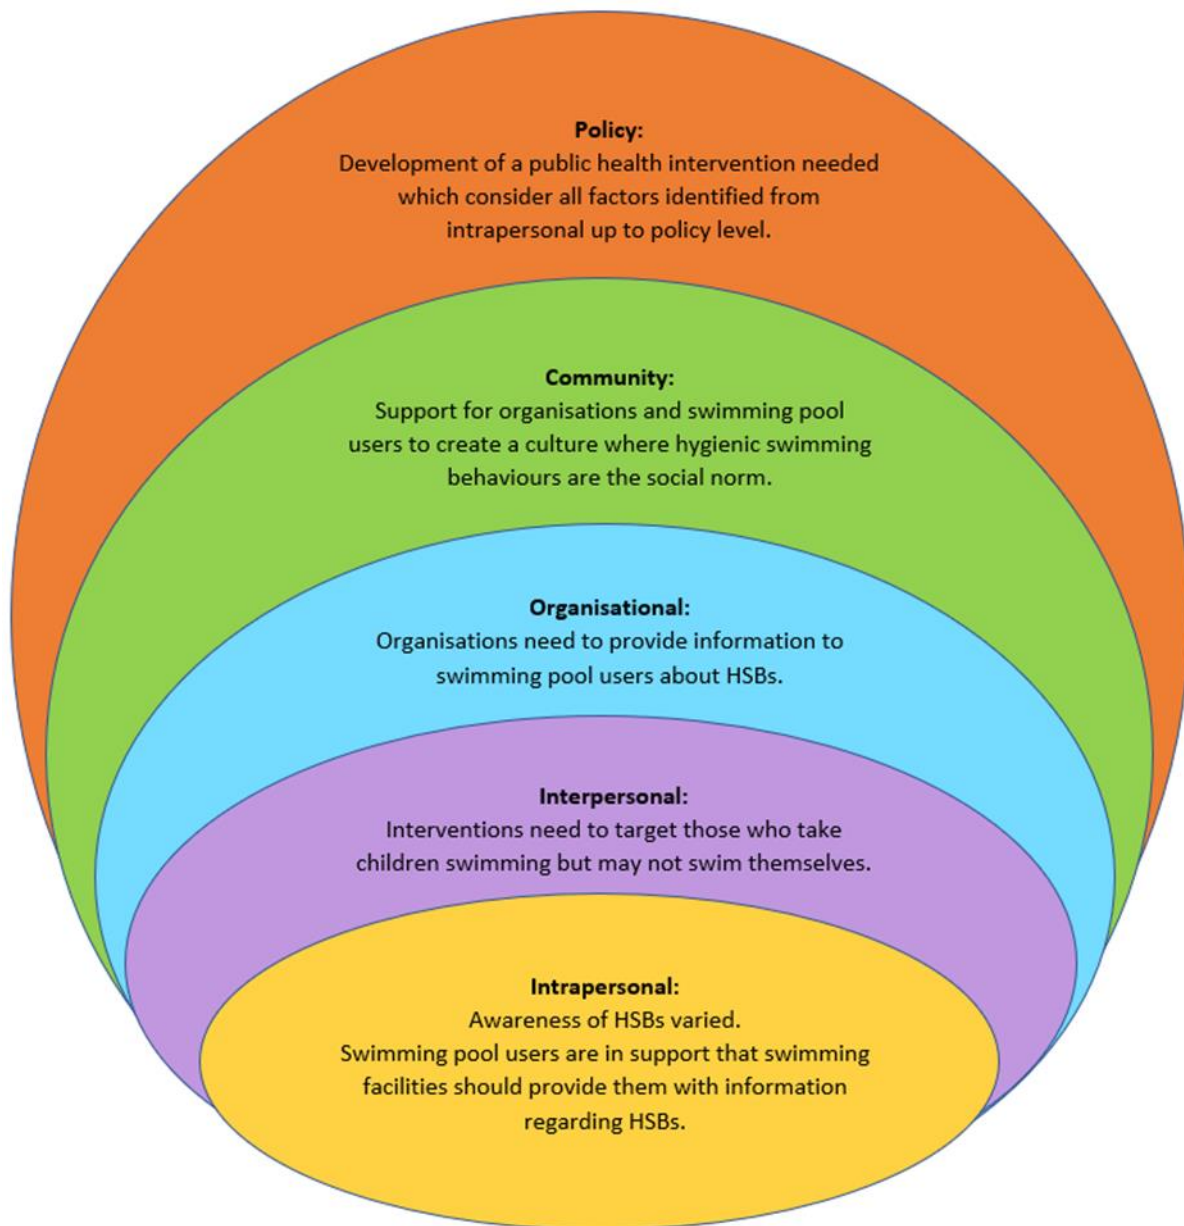 Policy:
Development of a public health intervention needed
which consider all factors identified from
intrapersonal up to policy level.
Community:
Support for organisations and swimming pool
users to create a culture where hygienic swimming
behaviours are the social norm.
Organisational:
Organisations need to provide information to
swimming pool users about HSBs.
Interpersonal:
Interventions need to target those who take
children swimming but may not swim themselves.
Intrapersonal:
Awareness of HSBs varied.
Swimming pool users are in support that swimming
facilities should provide them with information
regarding HSBs.